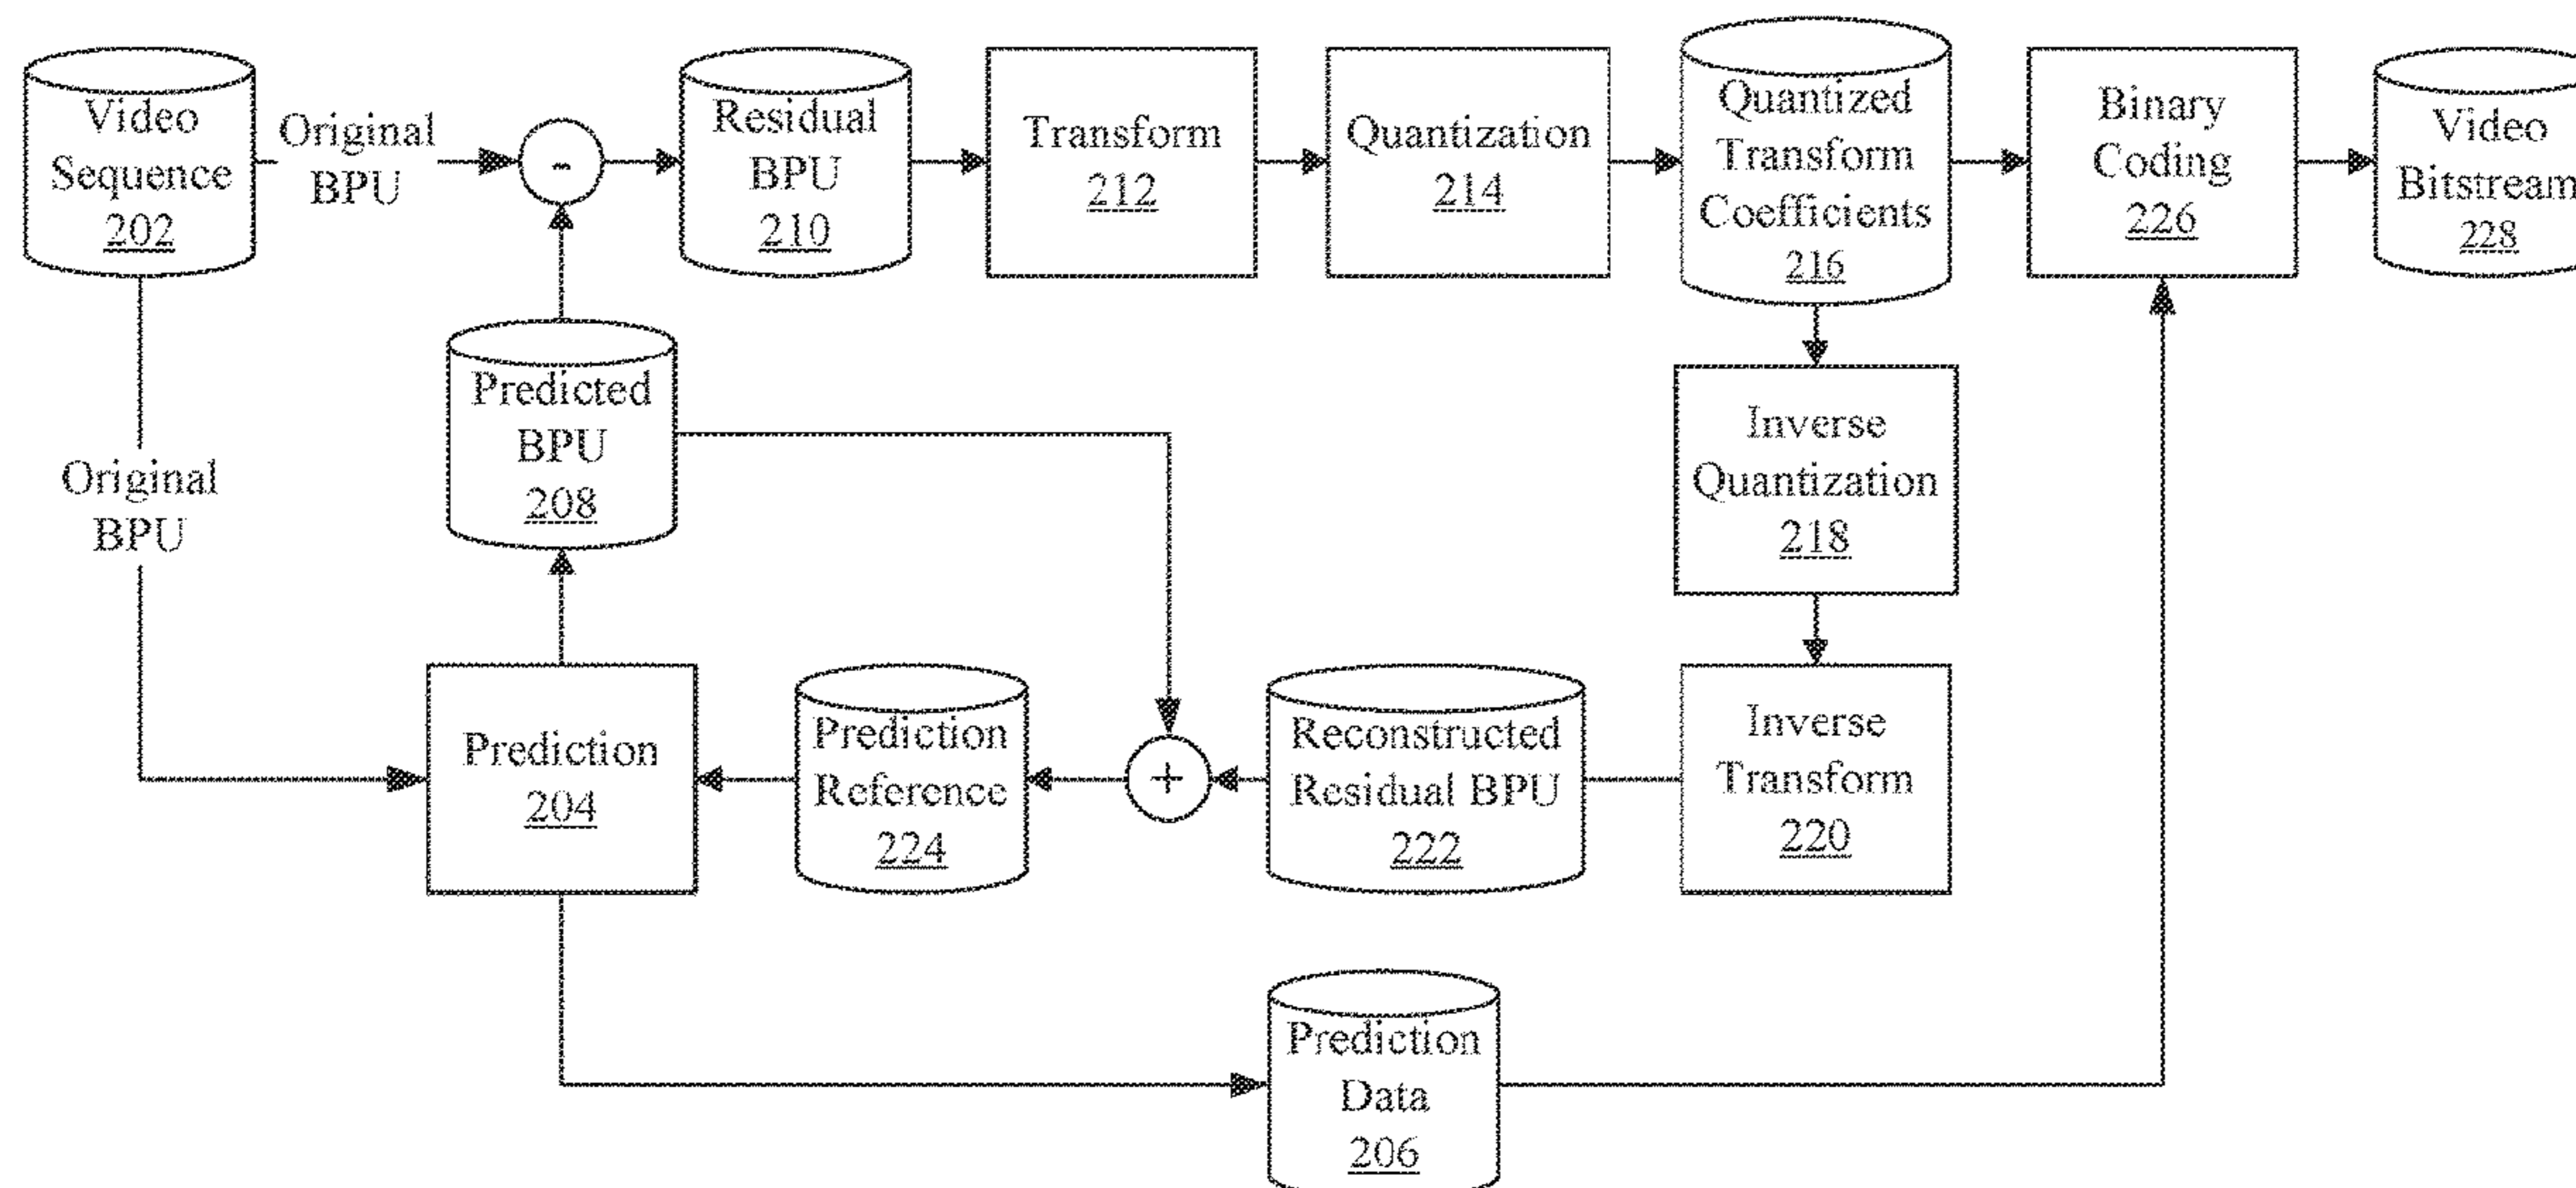 Video
Sequence
202
Original
BPU
-
Residual
BPU
210
Transform
212
Quantization
214
Quantized
Transform
Coefficients
216
Binary
Coding
226
Video
Bitstream
228
Predicted
BPU
208
Inverse
Quantization
218
Original
BPU
Prediction
204
Prediction
Reference
224
+
Reconstructed
Residual BPU
222
Inverse
Transform
220
Prediction
Data
206